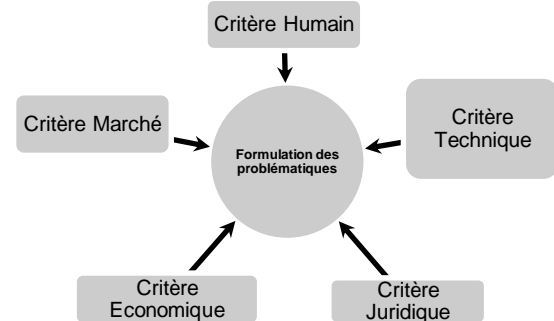 Critère Humain
Critère Marché
Critère
Technique
Formulation des
problématiques
Critère
Economique
Critère
Juridique